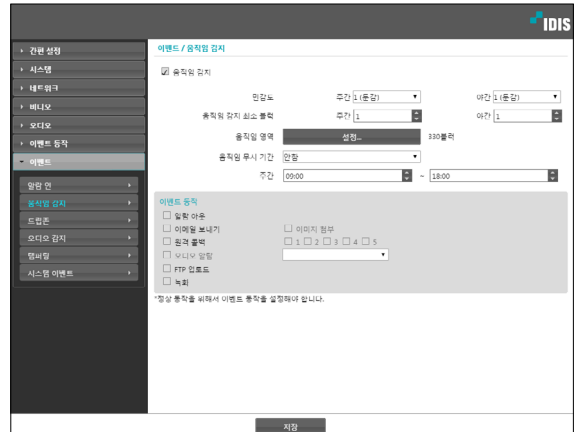 IDIS
간편 설정
시스템
네트워크
비디오
오디오
이벤트 동작
이벤트
알람 인
움직임 감지
트립존
오디오 감지
탬퍼링
시스템 이벤트
이벤트 / 움직임 감지
움직임 감지
민감도 주간 1 (둔감) 야간 1 (둔감)
움직임 감지 최소 블럭 주간 1 야간 1
움직임 영역 설정... 330블럭
움직임 무시 기간 안함
주간 09:00 ~ 18:00
이벤트 동작
알람 아웃
이메일 보내기 이미지 첨부
원격 콜백 1 2 3 4 5
오디오 알람
FTP 업로드
녹화
*정상 동작을 위해서 이벤트 동작을 설정해야 합니다.
저장